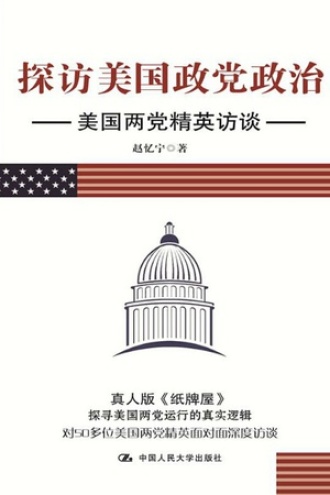 探访美国政党政治
——美国两党精英访谈——
赵忆宁◎著
真人版《纸牌屋》
探寻美国两党运行的真实逻辑
对50多位美国两党精英面对面深度访谈
中国人民大学出版社